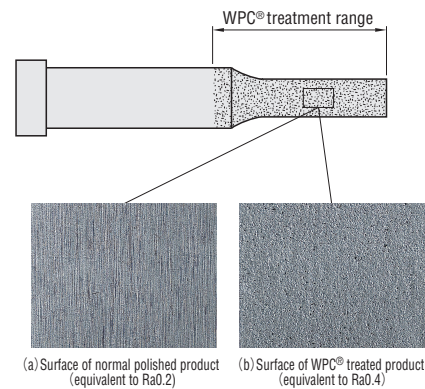 WPC® treatment range
(a) Surface of normal polished product
(equivalent to Ra0.2)
(b) Surface of WPC® treated product
(equivalent to Ra0.4)